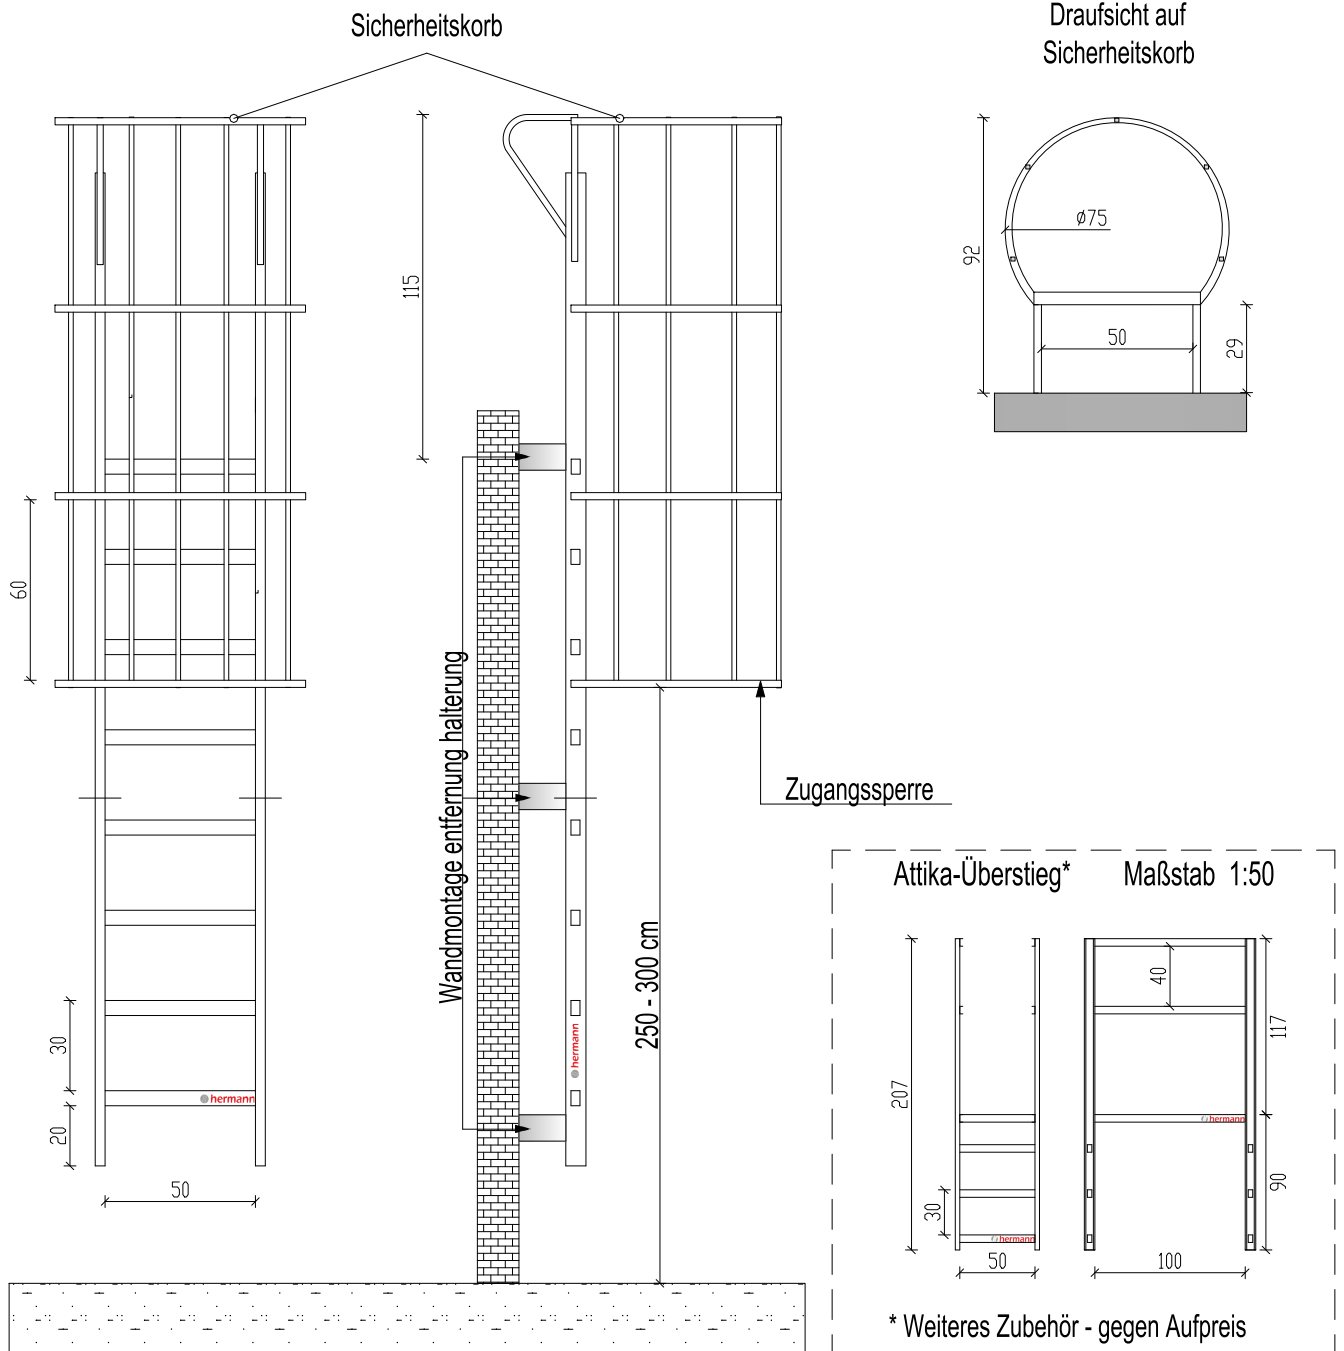 Sicherheitskorb
Draufsicht auf
Sicherheitskorb
115
60
30
20
50
hermann
Wandmontage entfernung halterung
hermann
250 - 300 cm
Zugangssperre
92
ø75
50
29
Attika-Überstieg*
Maßstab 1:50
207
30
50
hermann
40
117
90
100
hermann
* Weiteres Zubehör - gegen Aufpreis